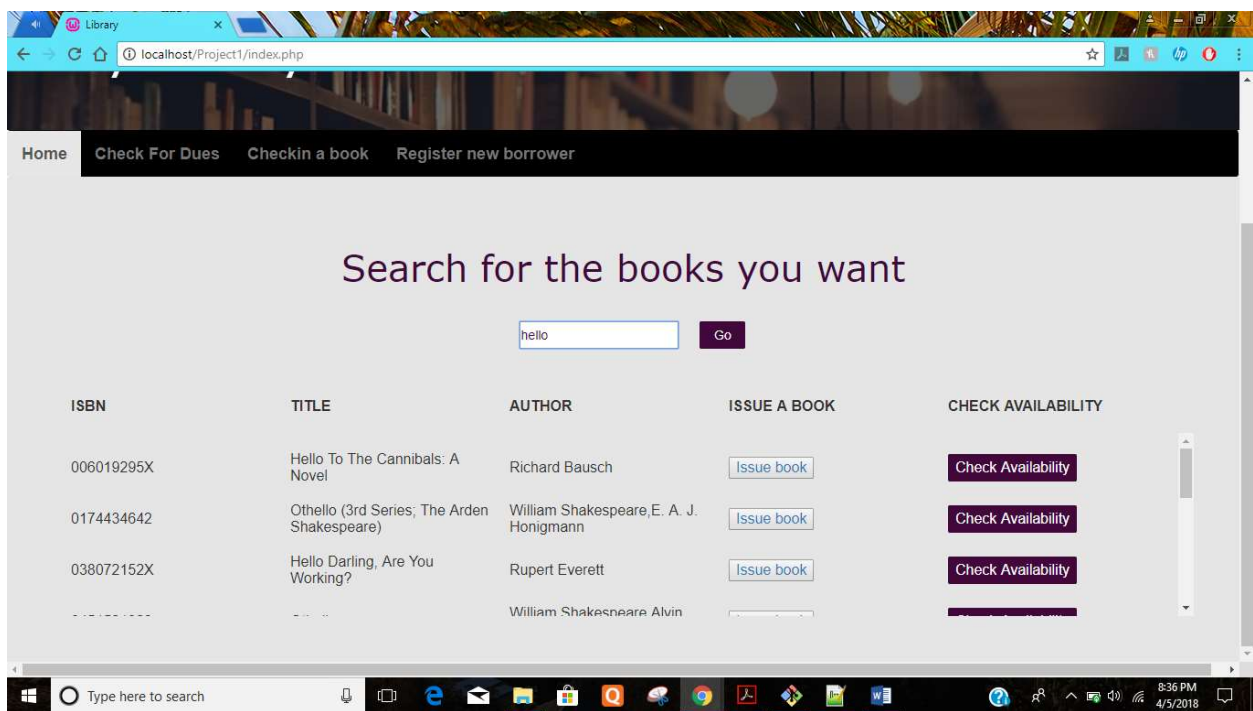 Library
localhost/Project1/index.php
Home Check For Dues Checkin a book Register new borrower
Search for the books you want
hello Go
ISBN TITLE AUTHOR ISSUE A BOOK CHECK AVAILABILITY
006019295X Hello To The Cannibals: A Richard Bausch Issue book Check Availability
Novel
0174434642 Othello (3rd Series; The Arden William Shakespeare,E. A. J. Issue book Check Availability
Shakespeare) Honigmann
038072152X Hello Darling, Are You Rupert Everett Issue book Check Availability
Working?
William Shakespeare Alvin
Type here to search
8:36 PM
4/5/2018